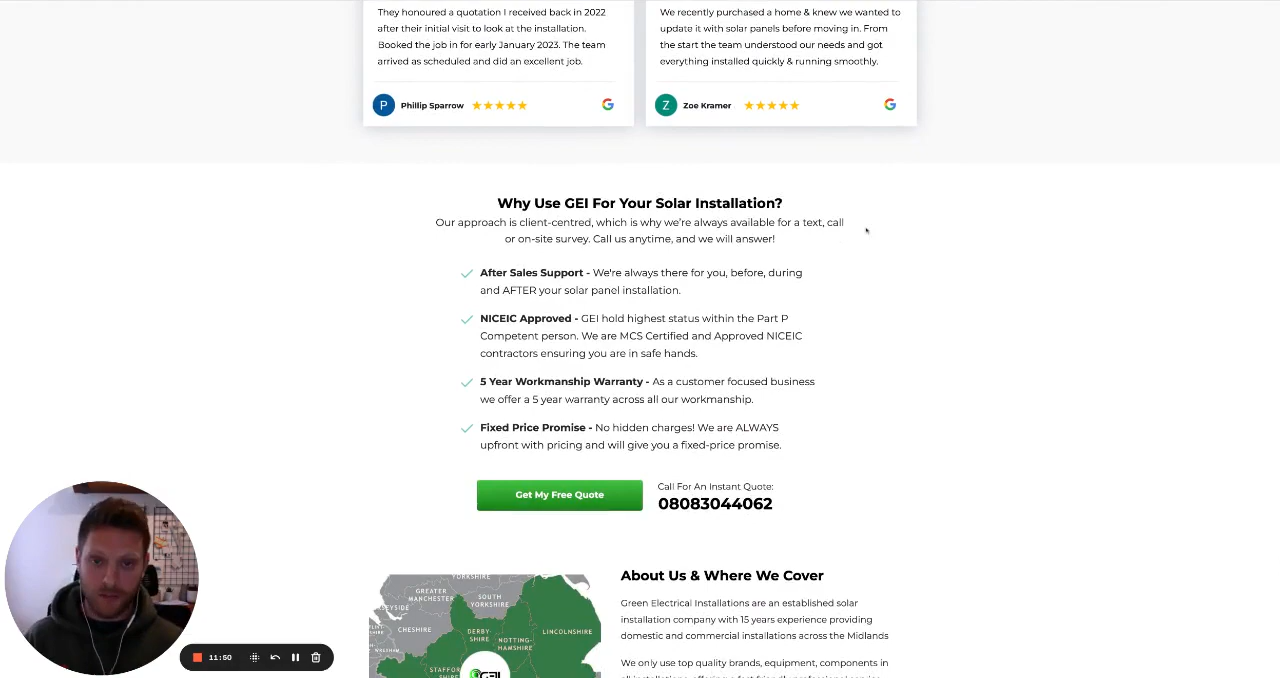 They honoured a quotation I received back in 2022
after their initial visit to look at the installation.
Booked the job in for early January 2023. The team
arrived as scheduled and did an excellent job.
P Phillip Sparrow
We recently purchased a home & knew we wanted to
update it with solar panels before moving in. From
the start the team understood our needs and got
everything installed quickly & running smoothly.
Z Zoe Kramer
Why Use GEI For Your Solar Installation?
Our approach is client-centred, which is why we're always available for a text, call
or on-site survey. Call us anytime, and we will answer!
After Sales Support - We're always there for you, before, during
and AFTER your solar panel installation.
NICEIC Approved - GEI hold highest status within the Part P
Competent person. We are MCS Certified and Approved NICEIC
contractors ensuring you are in safe hands.
5 Year Workmanship Warranty - As a customer focused business
we offer a 5 year warranty across all our workmanship.
Fixed Price Promise - No hidden charges! We are ALWAYS
upfront with pricing and will give you a fixed-price promise.
Get My Free Quote
Call For An Instant Quote:
08083044062
YORKSHIRE
GREATER
MANCHESTER
SOUTH
YORKSHIRE
CHESHIRE
DERBY-
SHIRE
NOTTING-
HAMSHIRE
LINCOLNSHIRE
STAFFOR
About Us & Where We Cover
Green Electrical Installations are an established solar
installation company with 15 years experience providing
domestic and commercial installations across the Midlands
We only use top quality brands, equipment, components in
11:50